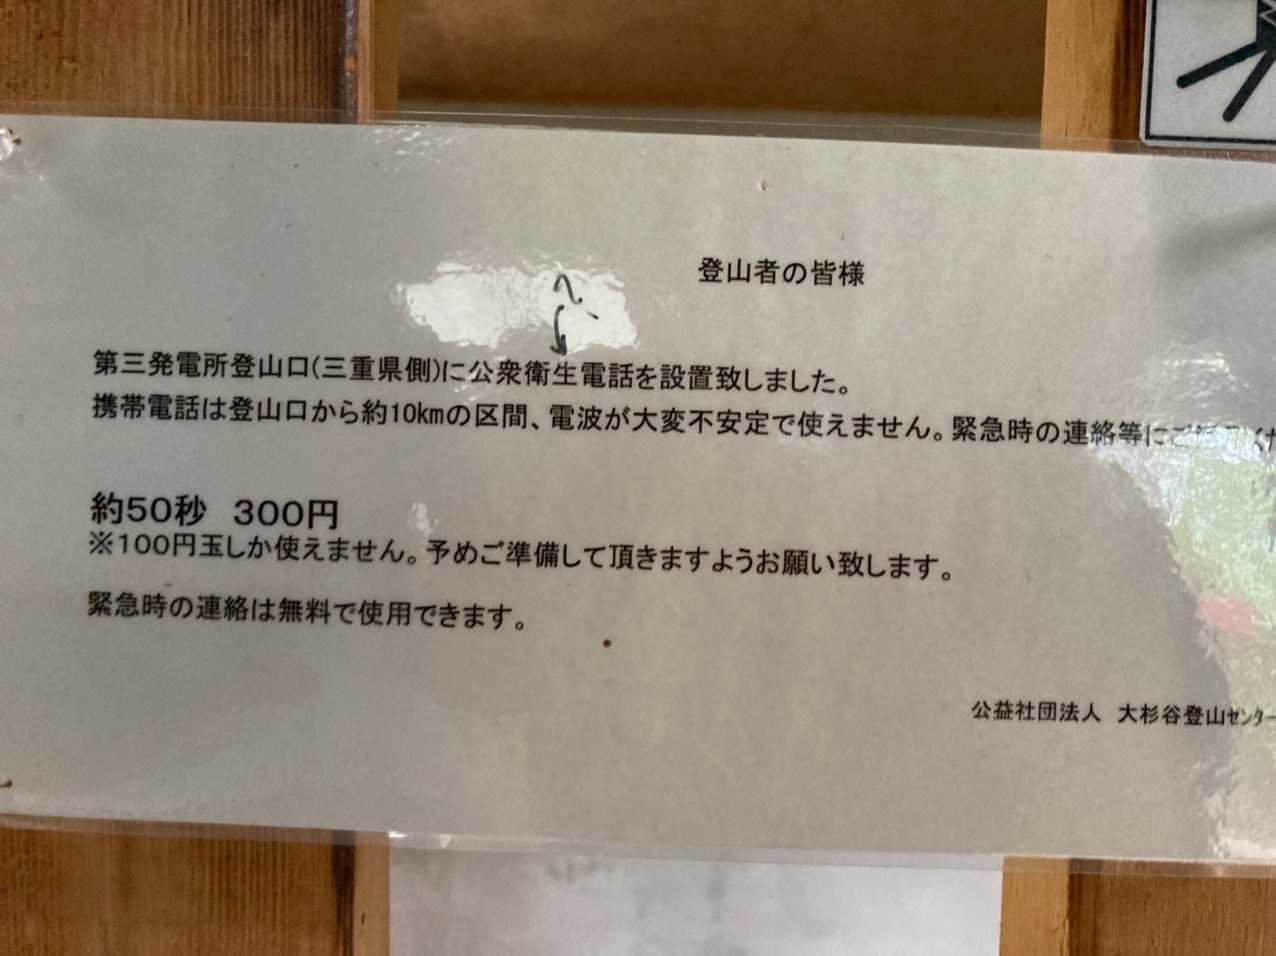 登山者の皆様
第三発電所登山口(三重県側)に公衆衛生電話を設置致しました。
携帯電話は登山口から約10kmの区間、電波が大変不安定で使えません。緊急時の連絡等に
約50秒 300円
※100円玉しか使えません。予めご準備して頂きますようお願い致します。
緊急時の連絡は無料で使用できます。
公益社団法人 大杉谷登山センター